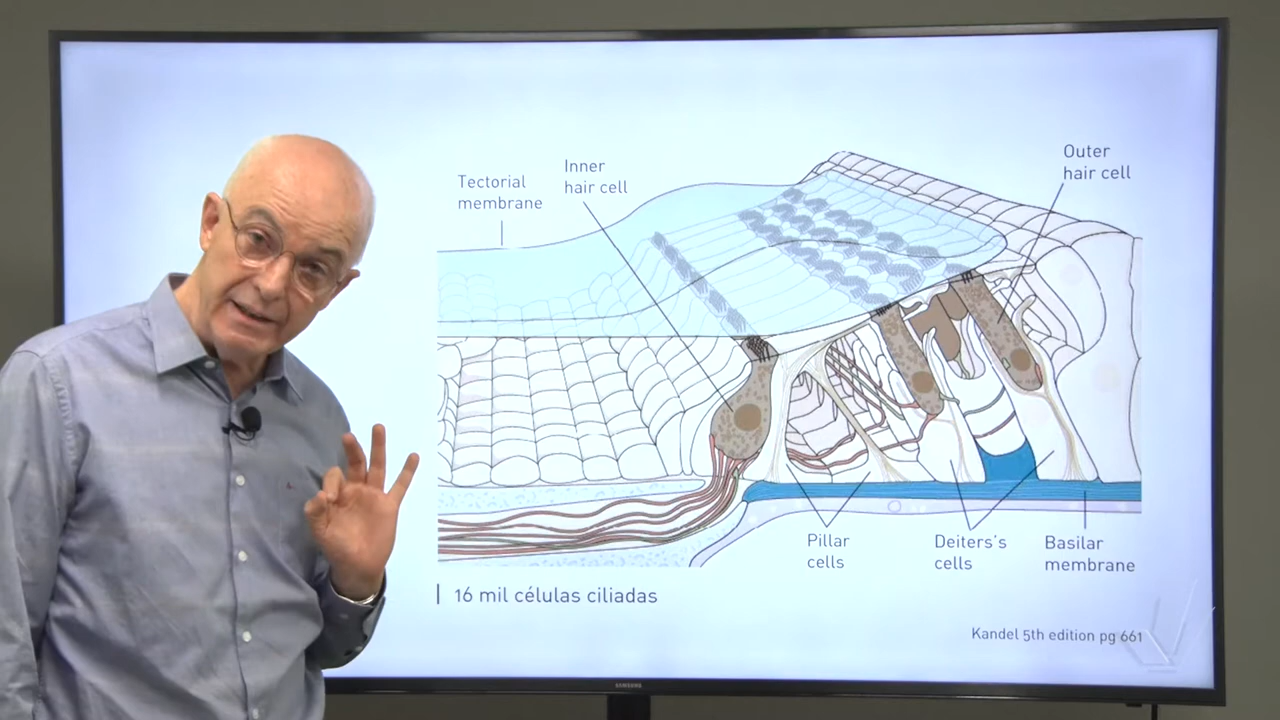 Outer
hair cell
Inner
hair cell
Tectorial
membrane
Pillar
cells
Deiters's
cells
Basilar
membrane
16 mil células ciliadas
Kandel 5th edition pg 661
SAMSUNG